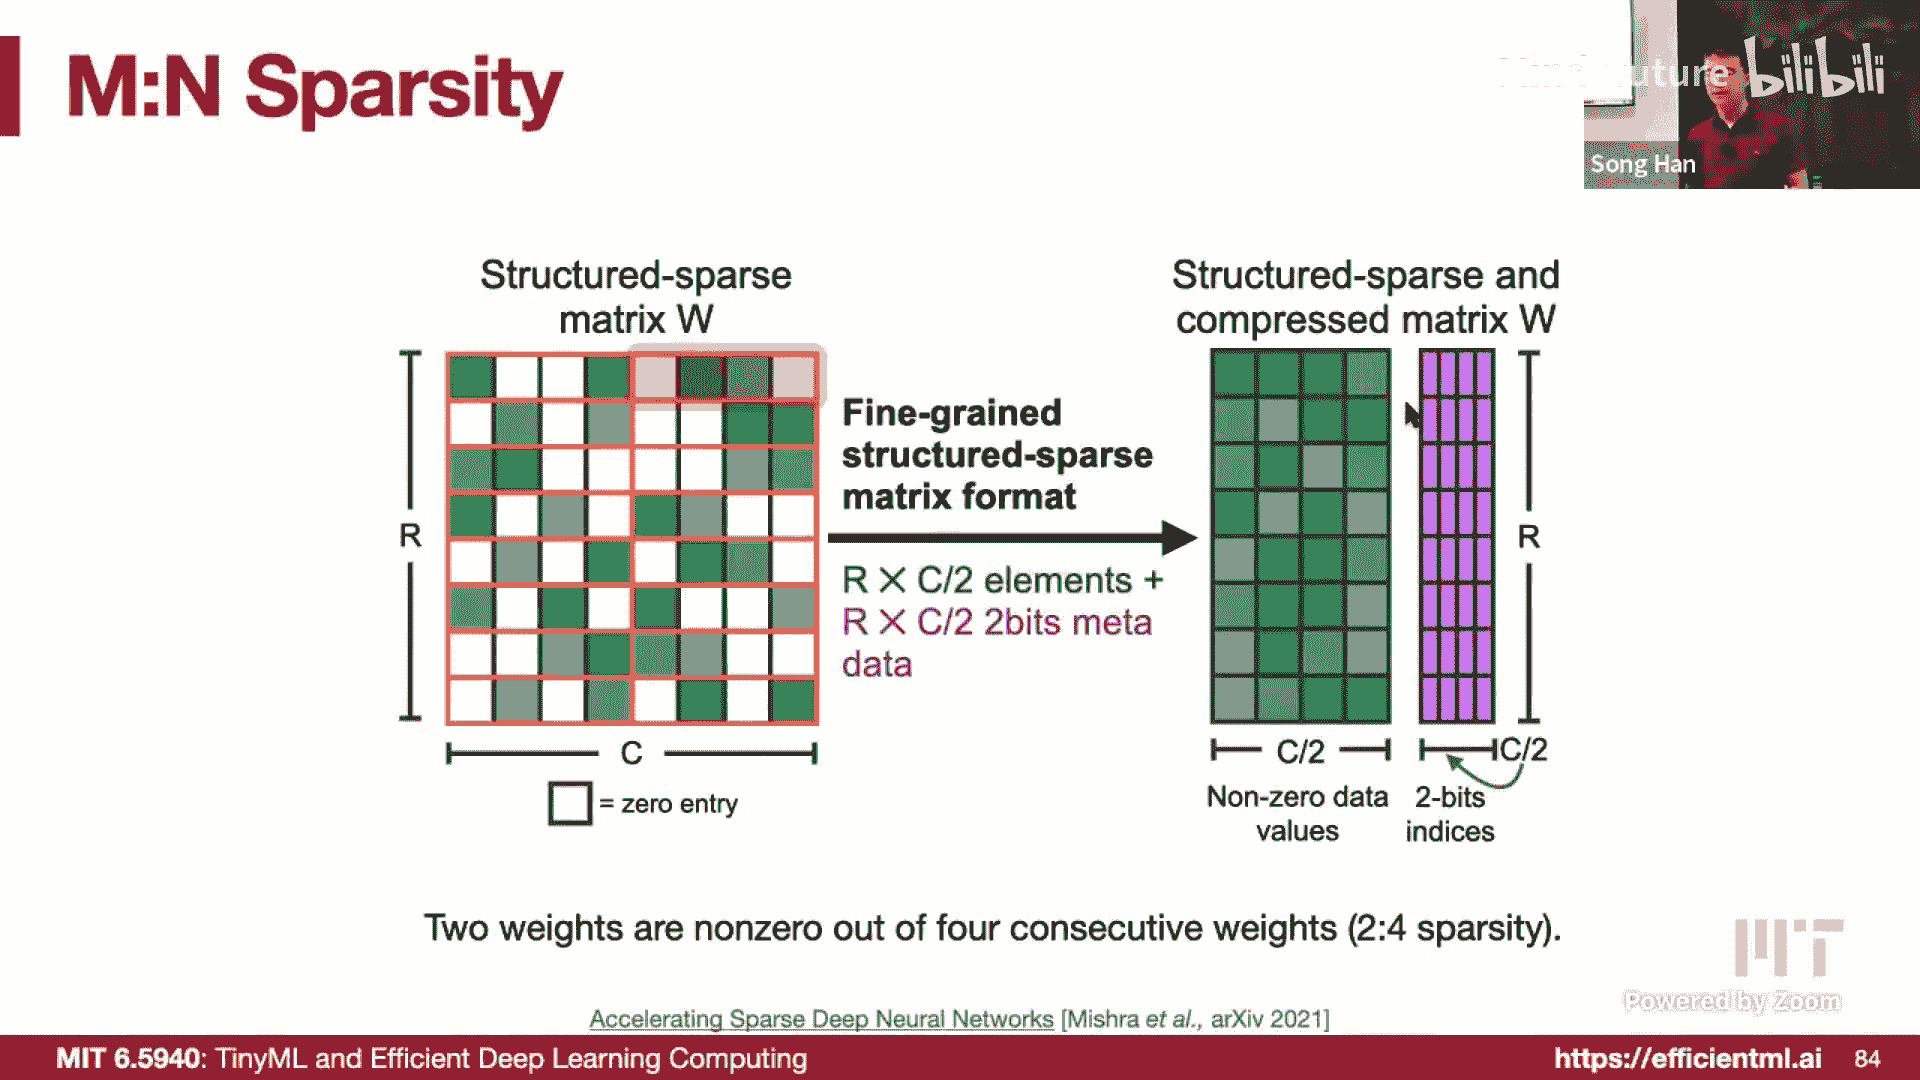 M:N Sparsity
uture
bilibili
Song Han
Structured-sparse
matrix W
Structured-sparse and
compressed matrix W
R
Fine-grained
structured-sparse
matrix format
R × C/2 elements +
R × C/2 2bits meta
data
R
C
C/2
C/2
= zero entry
Non-zero data
values
2-bits
indices
Two weights are nonzero out of four consecutive weights (2:4 sparsity).
MIT
Powered by Zoom
Accelerating Sparse Deep Neural Networks [Mishra et al., arXiv 2021]
MIT 6.5940: TinyML and Efficient Deep Learning Computing
https://efficientml.ai
84